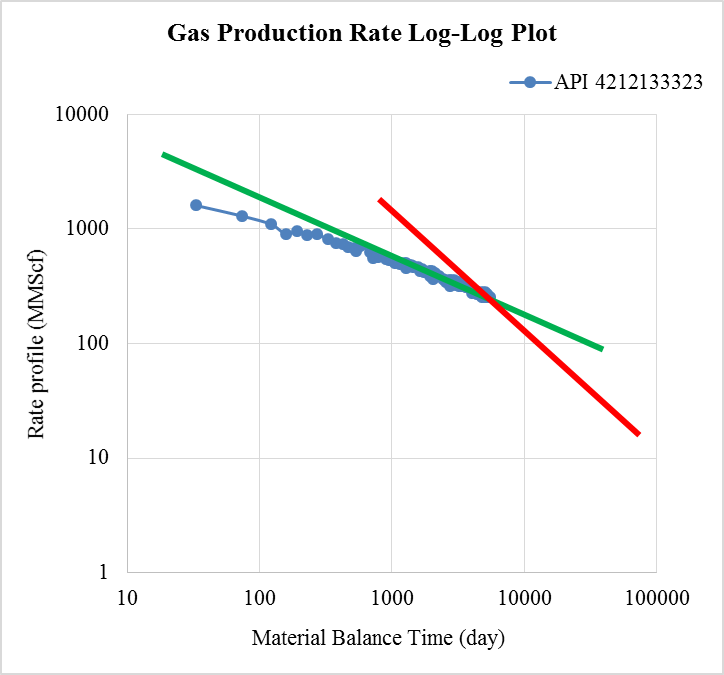 Gas Production Rate Log-Log Plot
API 4212133323
10000
1000
100
10
1
10 100 1000 10000 100000
Rate profile (MMScf)
Material Balance Time (day)